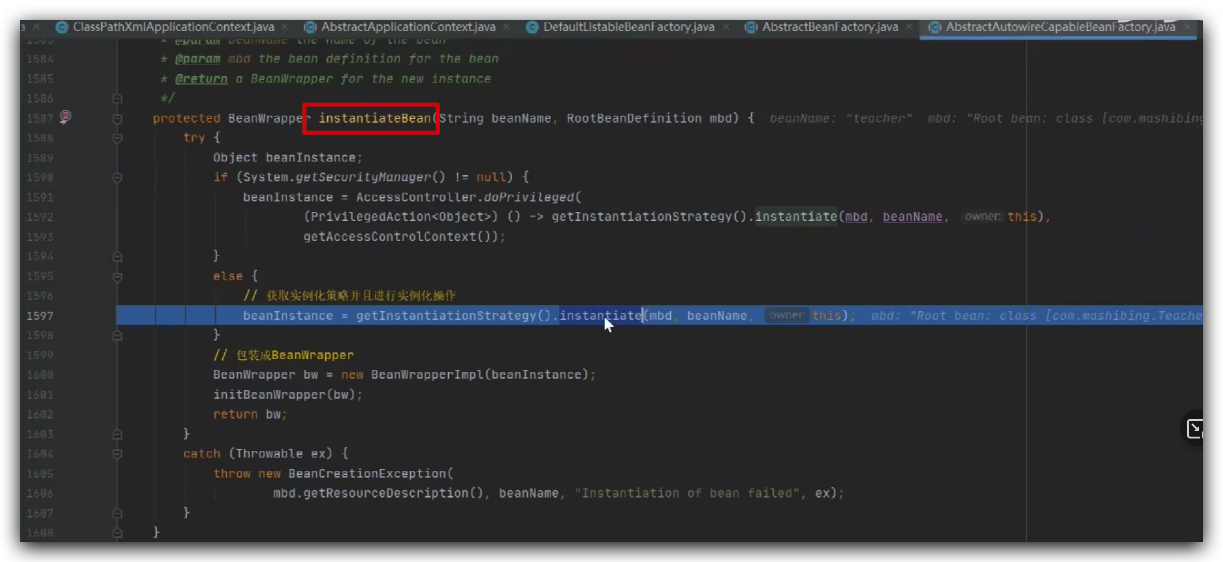 ClassPathXmlApplicationContext.java AbstractApplicationContext.java DefaultListableBeanFactory.java AbstractBeanFactory.java AbstractAutowireCapableBeanFactory.java
1583 * @param beanName the name of the bean
1584 * @param mbd the bean definition for the bean
1585 * @return a BeanWrapper for the new instance
1586 */
1587 protected BeanWrapper instantiateBean(String beanName, RootBeanDefinition mbd) { beanName: "teacher" mbd: "Root bean: class [com.mashibing
1588 try {
1589 Object beanInstance;
1590 if (System.getSecurityManager() != null) {
1591 beanInstance = AccessController.doPrivileged(
1592 (PrivilegedAction<Object>) () -> getInstantiationStrategy().instantiate(mbd, beanName, owner: this),
1593 getAccessControlContext());
1594 }
1595 else {
1596 // 获取实例化策略并且进行实例化操作
1597 beanInstance = getInstantiationStrategy().instantiate(mbd, beanName, owner: this); mbd: "Root bean: class [com.mashibing.Teache
1598 }
1599 // 包装成BeanWrapper
1600 BeanWrapper bw = new BeanWrapperImpl(beanInstance);
1601 initBeanWrapper(bw);
1602 return bw;
1603 }
1604 catch (Throwable ex) {
1605 throw new BeanCreationException(
1606 mbd.getResourceDescription(), beanName, "Instantiation of bean failed", ex);
1607 }
1608 }